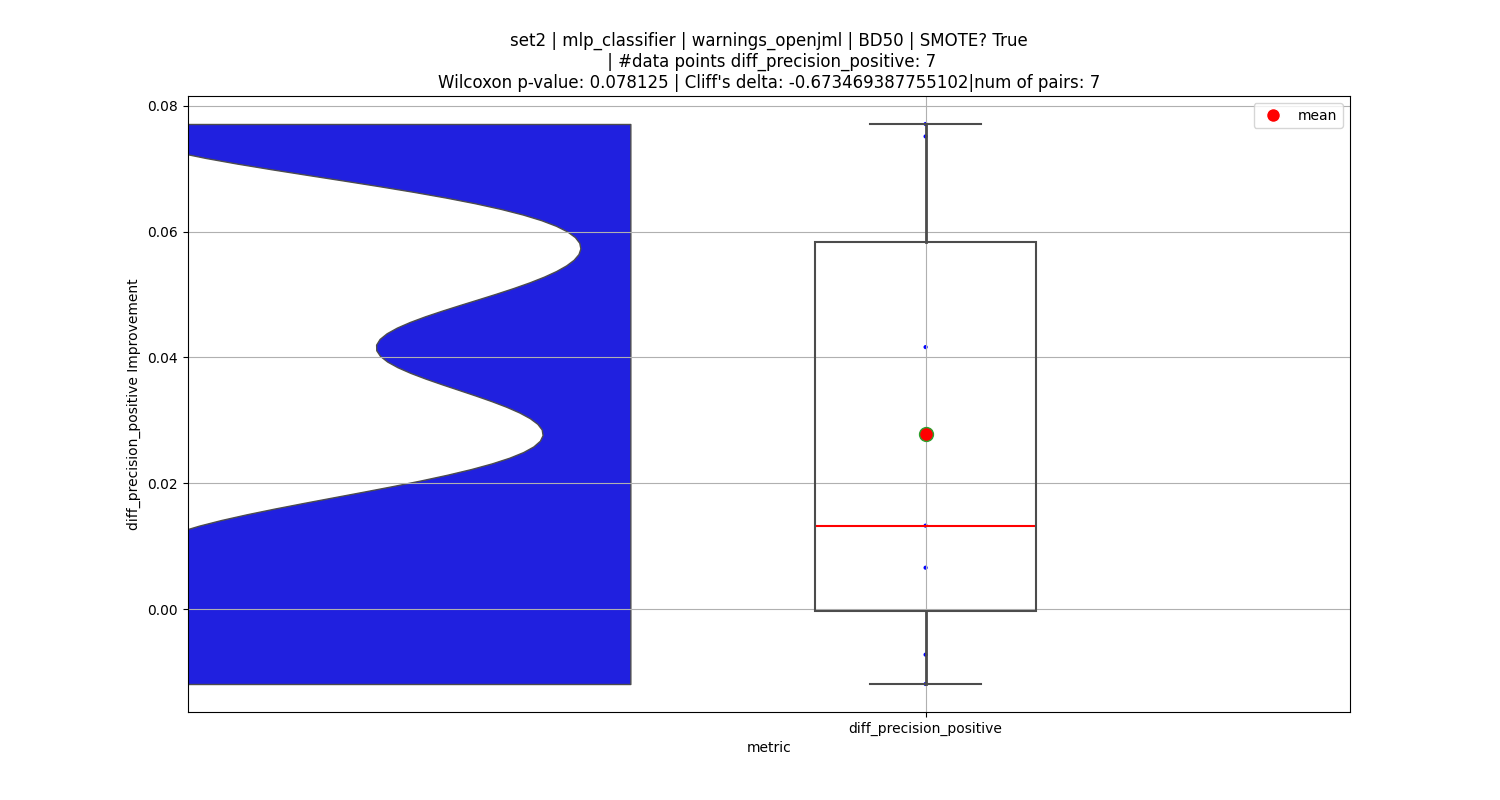 set2 | mlp_classifier | warnings_openjml | BD50 | SMOTE? True
| #data points diff_precision_positive: 7
Wilcoxon p-value: 0.078125 | Cliff's delta: -0.673469387755102|num of pairs: 7
mean
0.08
0.06
0.04
0.02
0.00
diff_precision_positive Improvement
diff_precision_positive
metric